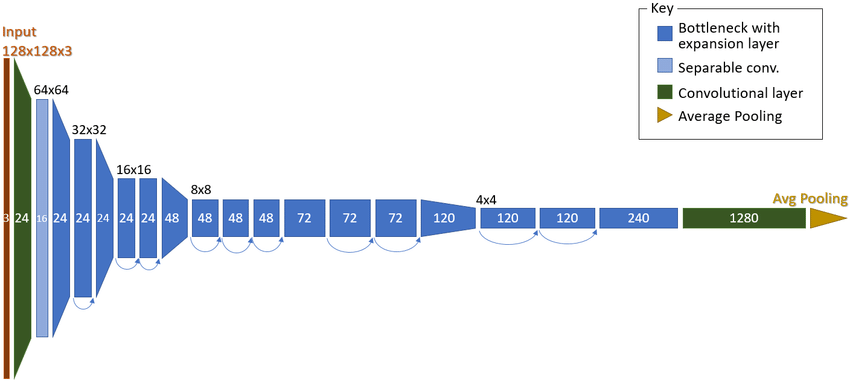 Key
Bottleneck with
expansion layer
Separable conv.
Convolutional layer
Average Pooling
Input
128x128x3
64x64
32x32
16x16
8x8
4x4
Avg Pooling
3 24 16 24 24 24 24 24 48 48 48 48 72 72 72 120 120 120 240 1280